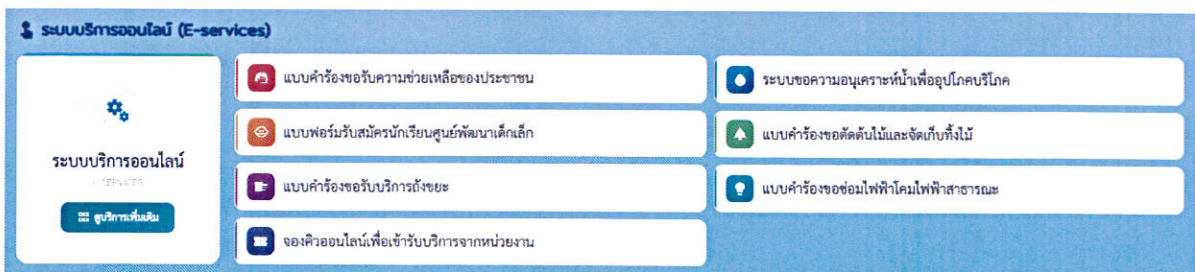 ระบบบริการออนไลน์ (E-services)
ระบบบริการออนไลน์
E-SERVICES
ดูบริการเพิ่มเติม
แบบคำร้องขอรับความช่วยเหลือของประชาชน
แบบฟอร์มรับสมัครนักเรียนศูนย์พัฒนาเด็กเล็ก
แบบคำร้องขอรับบริการถังขยะ
จองคิวออนไลน์เพื่อเข้ารับบริการจากหน่วยงาน
ระบบขอความอนุเคราะห์น้ำเพื่ออุปโภคบริโภค
แบบคำร้องขอตัดต้นไม้และจัดเก็บกิ่งไม้
แบบคำร้องขอซ่อมไฟฟ้าโคมไฟฟ้าสาธารณะ